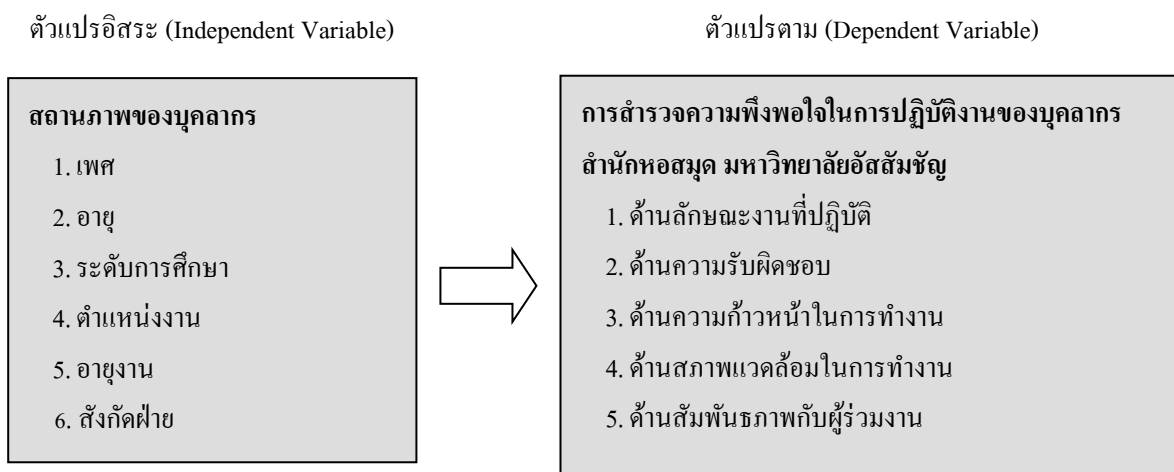 ตัวแปรอิสระ (Independent Variable)
ตัวแปรตาม (Dependent Variable)
สถานภาพของบุคลากร
1. เพศ
2. อายุ
3. ระดับการศึกษา
4. ตำแหน่งงาน
5. อายุงาน
6. สังกัดฝ่าย
การสำรวจความพึงพอใจในการปฏิบัติงานของบุคลากร
สำนักหอสมุด มหาวิทยาลัยอัสสัมชัญ
1. ด้านลักษณะงานที่ปฏิบัติ
2. ด้านความรับผิดชอบ
3. ด้านความก้าวหน้าในการทำงาน
4. ด้านสภาพแวดล้อมในการทำงาน
5. ด้านสัมพันธภาพกับผู้ร่วมงาน